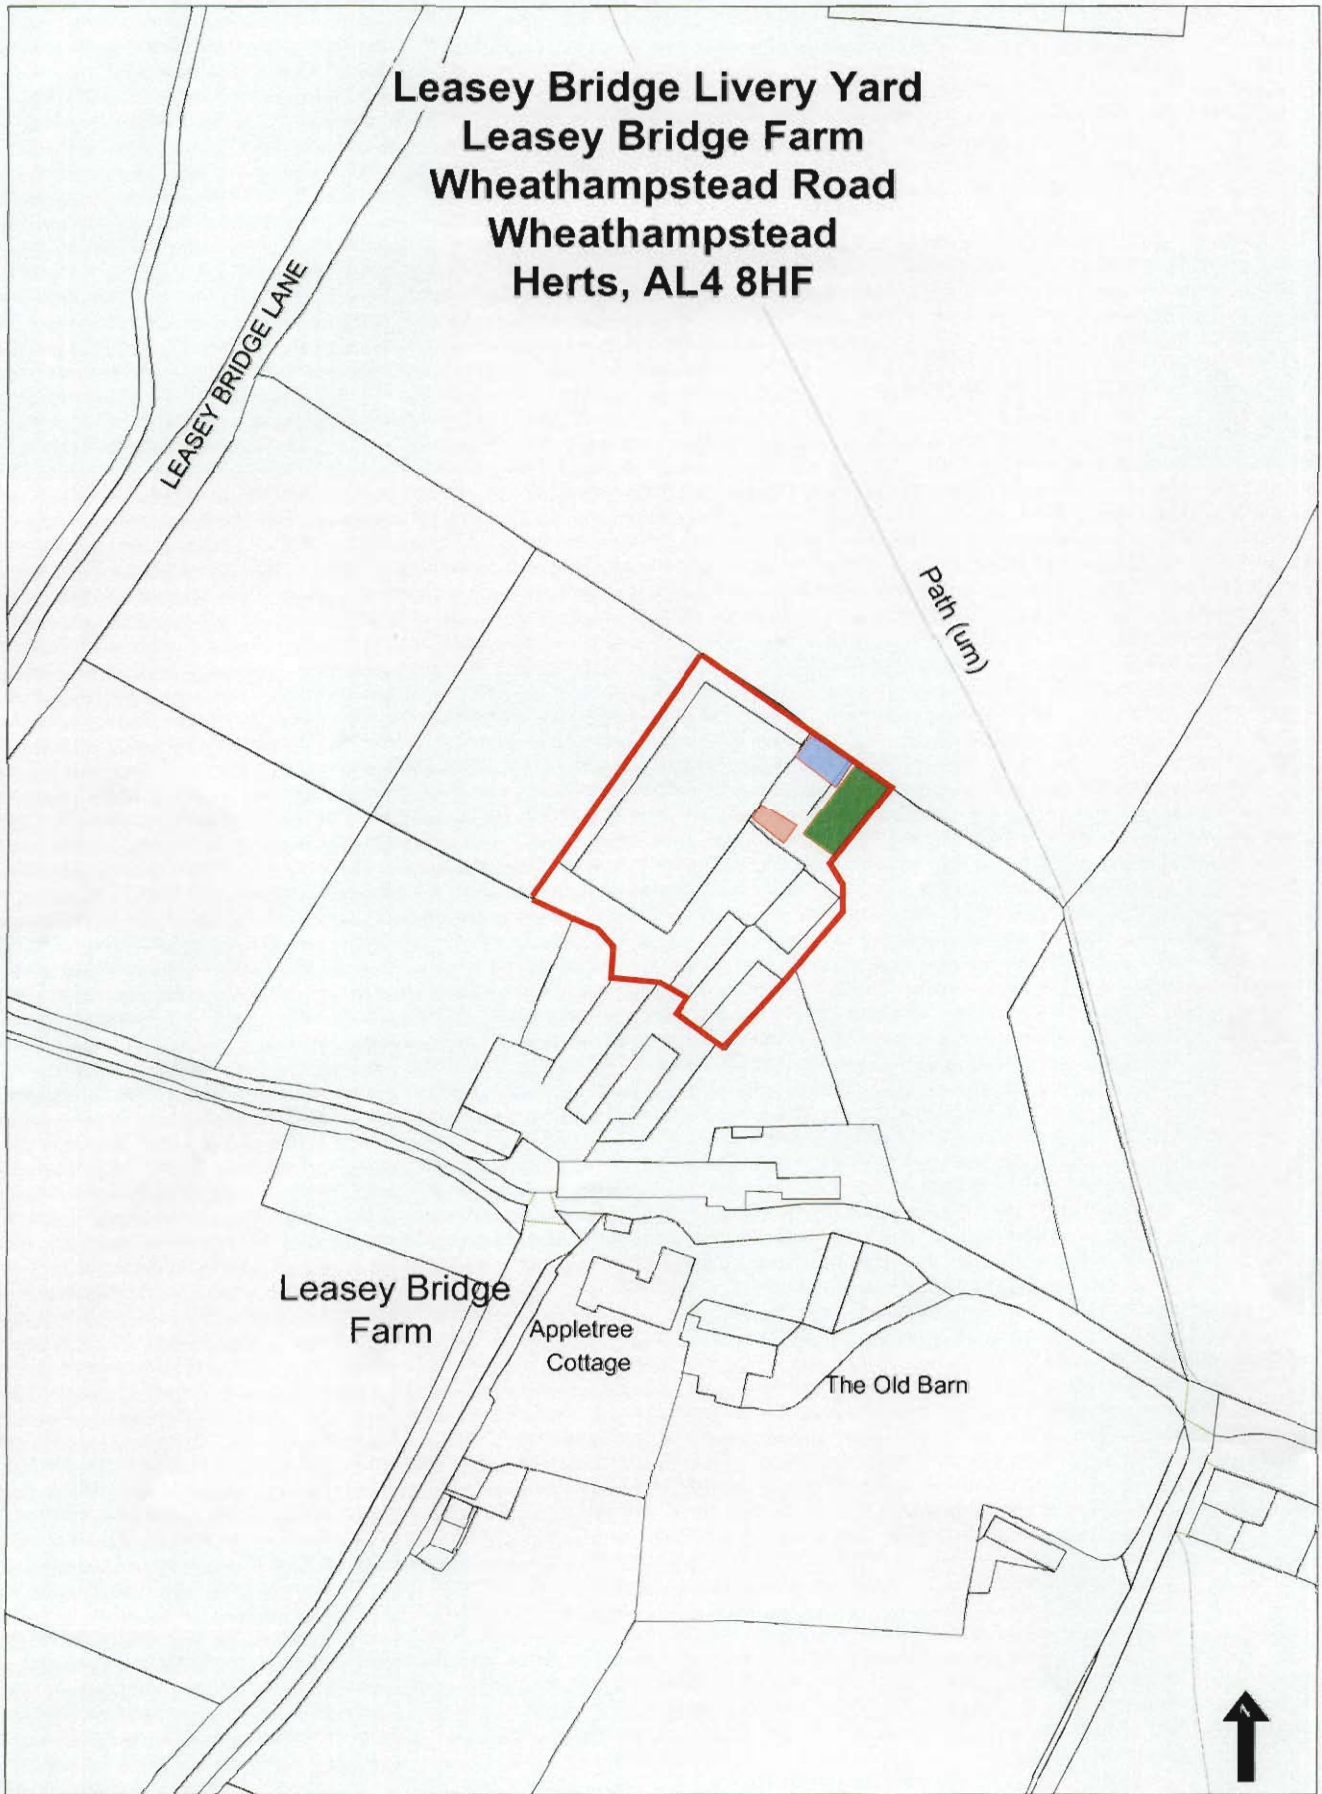 Leasey Bridge Livery Yard
Leasey Bridge Farm
Wheathampstead Road
Wheathampstead
Herts, AL4 8HF
LEASEY BRIDGE LANE
Path (um)
Leasey Bridge
Farm
Appletree
Cottage
The Old Barn
N